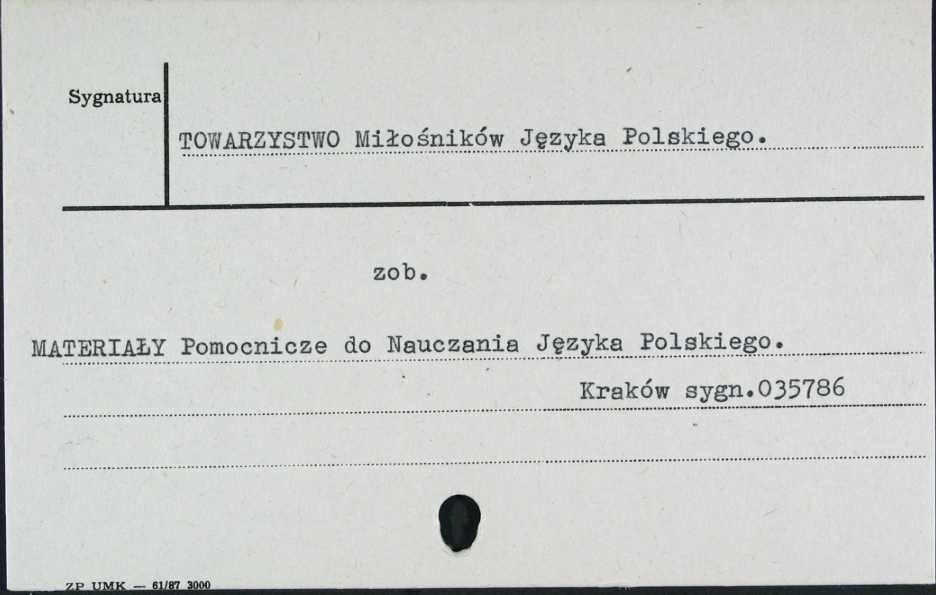 Sygnatura
TOWARZYSTWO Miłośników Języka Polskiego.
zob.
MATERIAŁY Pomocnicze do Nauczania Języka Polskiego.
Kraków sygn.035786
ZP UMK — 61/87 3000